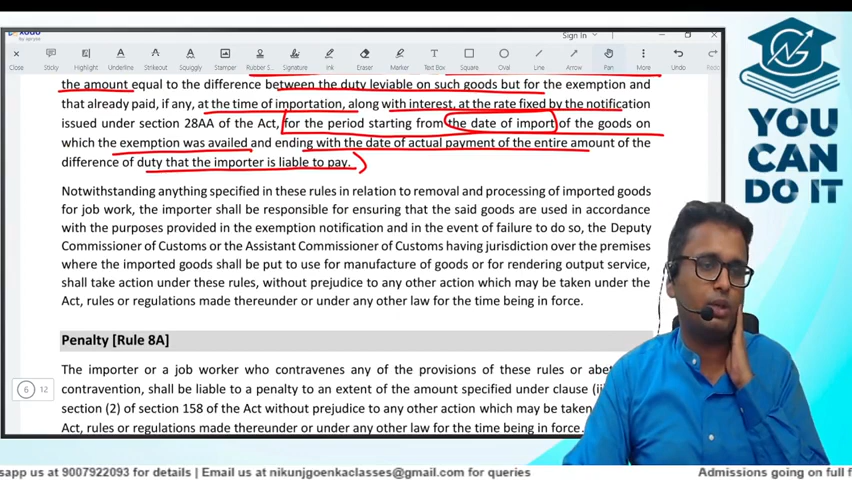 Sign In
Close
Sticky
Highlight
Underline
Strikeout
Squiggly
Stamper
Rubber S...
Signature
Ink
Eraser
Marker
Text Box
Square
Oval
Line
Arrow
Pan
More
Undo
Redo
the amount equal to the difference between the duty leviable on such goods but for the exemption and
that already paid, if any, at the time of importation, along with interest, at the rate fixed by the notification
issued under section 28AA of the Act, for the period starting from the date of import of the goods on
which the exemption was availed and ending with the date of actual payment of the entire amount of the
difference of duty that the importer is liable to pay.
Notwithstanding anything specified in these rules in relation to removal and processing of imported goods
for job work, the importer shall be responsible for ensuring that the said goods are used in accordance
with the purposes provided in the exemption notification and in the event of failure to do so, the Deputy
Commissioner of Customs or the Assistant Commissioner of Customs having jurisdiction over the premises
where the imported goods shall be put to use for manufacture of goods or for rendering output service,
shall take action under these rules, without prejudice to any other action which may be taken under the
Act, rules or regulations made thereunder or under any other law for the time being in force.
Penalty [Rule 8A]
The importer or a job worker who contravenes any of the provisions of these rules or
contravention, shall be liable to a penalty to an extent of the amount specified under clause
section (2) of section 158 of the Act without prejudice to any other action which may be taken
Act, rules or regulations made thereunder or under any other law for the time being in force.
6 12
NG
YOU
CAN
DO IT
sapp us at 9007922093 for details | Email us at nikunjgoenkaclasses@gmail.com for queries
Admissions going on full f